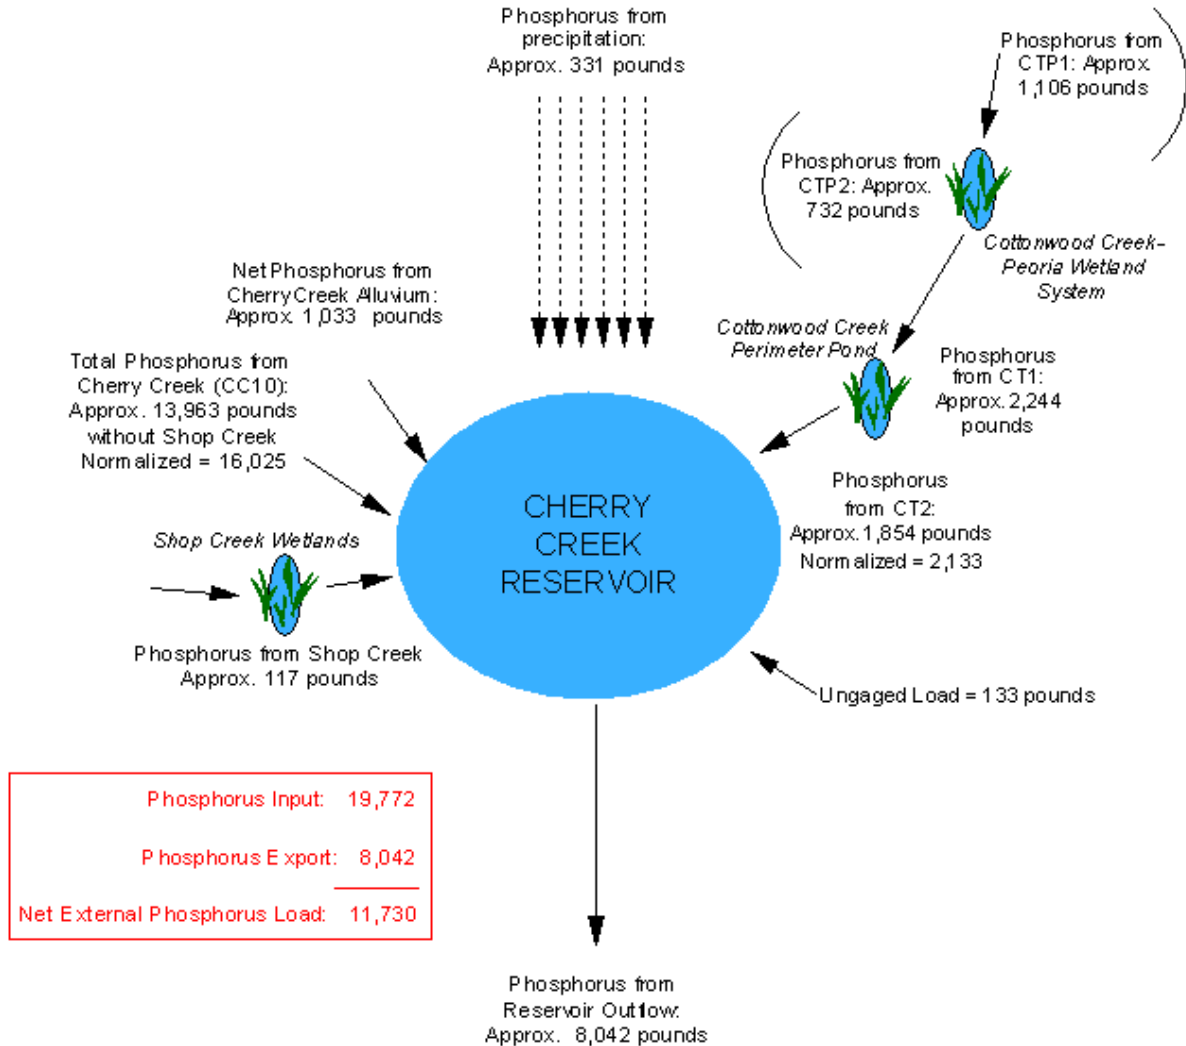 Phosphorus from
precipitation:
Approx. 331 pounds
Phosphorus from
CTP1: Approx.
1,106 pounds
Phosphorus from
CTP2: Approx.
732 pounds
Cottonwood Creek-
Peoria Wetland
System
Net Phosphorus from
Cherry Creek Alluvium:
Approx. 1,033 pounds
Cottonwood Creek
Perimeter Pond
Total Phosphorus from
Cherry Creek (CC10):
Approx. 13,963 pounds
without Shop Creek
Normalized = 16,025
Phosphorus
from CT1:
Approx. 2,244
pounds
Phosphorus
from CT2:
Approx. 1,854 pounds
Normalized = 2,133
CHERRY
CREEK
RESERVOIR
Shop Creek Wetlands
Phosphorus from Shop Creek
Approx. 117 pounds
Ungaged Load = 133 pounds
Phosphorus Input: 19,772
Phosphorus Export: 8,042
Net External Phosphorus Load: 11,730
Phosphorus from
Reservoir Outflow:
Approx. 8,042 pounds